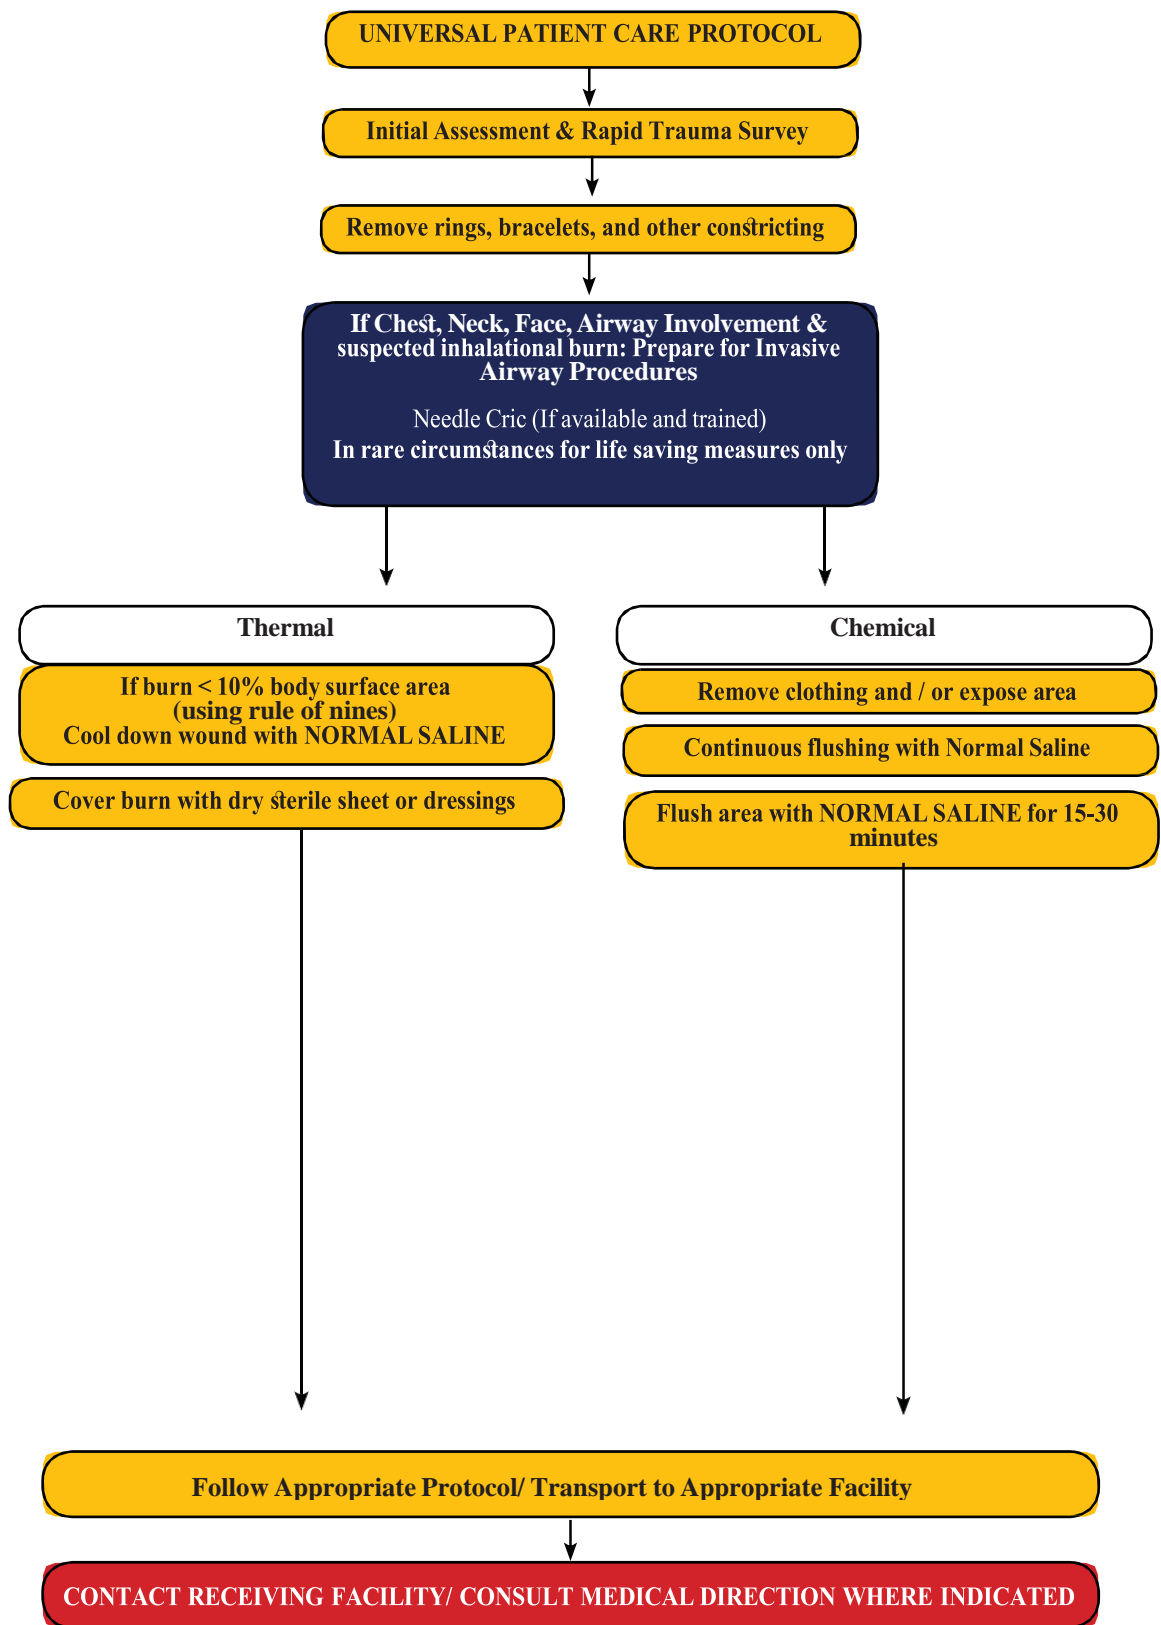 UNIVERSAL PATIENT CARE PROTOCOL
Initial Assessment & Rapid Trauma Survey
Remove rings, bracelets, and other constricting
If Chest, Neck, Face, Airway Involvement &
suspected inhalational burn: Prepare for Invasive
Airway Procedures
Needle Cric (If available and trained)
In rare circumstances for life saving measures only
Thermal
If burn < 10% body surface area
(using rule of nines)
Cool down wound with NORMAL SALINE
Cover burn with dry sterile sheet or dressings
Chemical
Remove clothing and / or expose area
Continuous flushing with Normal Saline
Flush area with NORMAL SALINE for 15-30
minutes
Follow Appropriate Protocol/ Transport to Appropriate Facility
CONTACT RECEIVING FACILITY/ CONSULT MEDICAL DIRECTION WHERE INDICATED